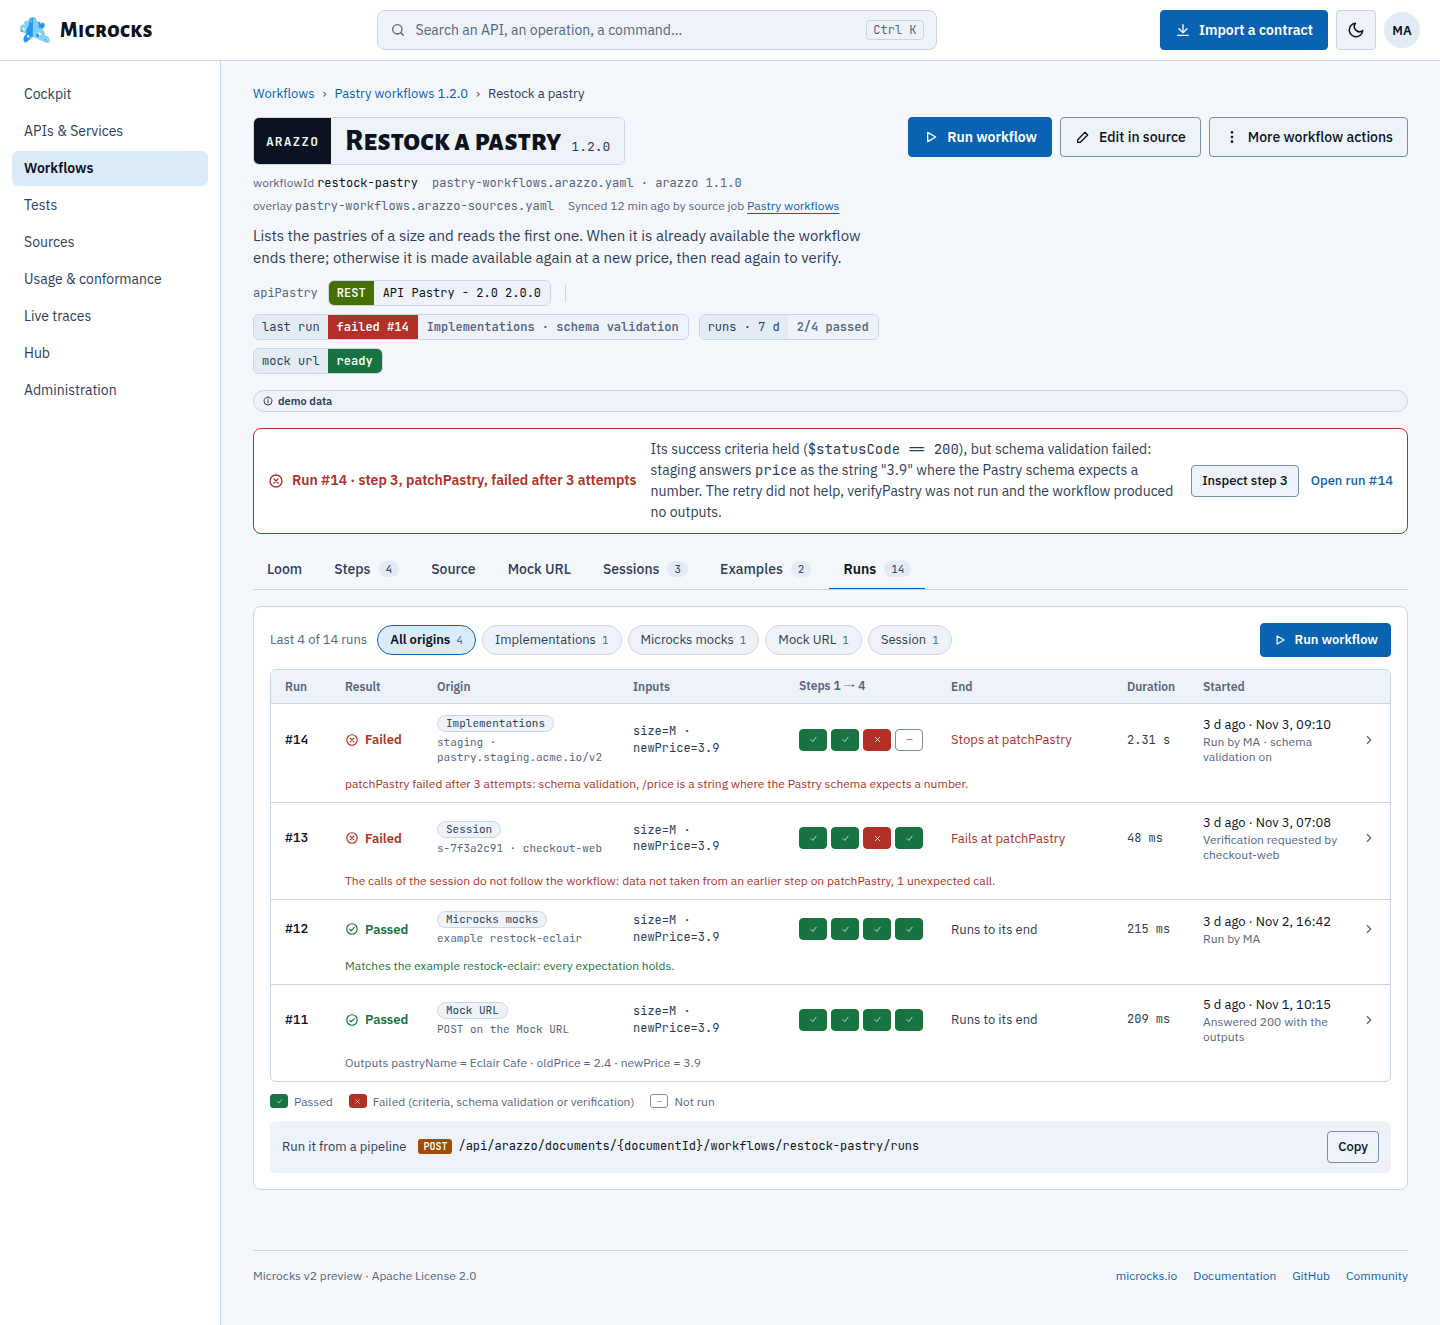 Microcks
Search an API, an operation, a command...
Ctrl K
Import a contract
MA
Cockpit
APIs & Services
Workflows
Tests
Sources
Usage & conformance
Live traces
Hub
Administration
Workflows › Pastry workflows 1.2.0 › Restock a pastry
ARAZZO Restock a pastry 1.2.0
Run workflow
Edit in source
More workflow actions
workflowId restock-pastry pastry-workflows.arazzo.yaml · arazzo 1.1.0
overlay pastry-workflows.arazzo-sources.yaml Synced 12 min ago by source job Pastry workflows
Lists the pastries of a size and reads the first one. When it is already available the workflow
ends there; otherwise it is made available again at a new price, then read again to verify.
apiPastry REST API Pastry - 2.0 2.0.0
last run failed #14 Implementations · schema validation runs · 7 d 2/4 passed
mock url ready
demo data
Run #14 · step 3, patchPastry, failed after 3 attempts
Its success criteria held ($statusCode == 200), but schema validation failed:
staging answers price as the string "3.9" where the Pastry schema expects a
number. The retry did not help, verifyPastry was not run and the workflow produced
no outputs.
Inspect step 3
Open run #14
Loom Steps 4 Source Mock URL Sessions 3 Examples 2 Runs 14
Last 4 of 14 runs All origins 4 Implementations 1 Microcks mocks 1 Mock URL 1 Session 1
Run workflow
Run Result Origin Inputs Steps 1 → 4 End Duration Started
#14 Failed
Implementations
staging ·
pastry.staging.acme.io/v2
size=M ·
newPrice=3.9
Stops at patchPastry
2.31 s
3 d ago · Nov 3, 09:10
Run by MA · schema
validation on
patchPastry failed after 3 attempts: schema validation, /price is a string where the Pastry schema expects a number.
#13 Failed
Session
s-7f3a2c91 · checkout-web
size=M ·
newPrice=3.9
Fails at patchPastry
48 ms
3 d ago · Nov 3, 07:08
Verification requested by
checkout-web
The calls of the session do not follow the workflow: data not taken from an earlier step on patchPastry, 1 unexpected call.
#12 Passed
Microcks mocks
example restock-eclair
size=M ·
newPrice=3.9
Runs to its end
215 ms
3 d ago · Nov 2, 16:42
Run by MA
Matches the example restock-eclair: every expectation holds.
#11 Passed
Mock URL
POST on the Mock URL
size=M ·
newPrice=3.9
Runs to its end
209 ms
5 d ago · Nov 1, 10:15
Answered 200 with the
outputs
Outputs pastryName = Eclair Cafe · oldPrice = 2.4 · newPrice = 3.9
Passed Failed (criteria, schema validation or verification) Not run
Run it from a pipeline POST /api/arazzo/documents/{documentId}/workflows/restock-pastry/runs
Copy
Microcks v2 preview · Apache License 2.0
microcks.io Documentation GitHub Community